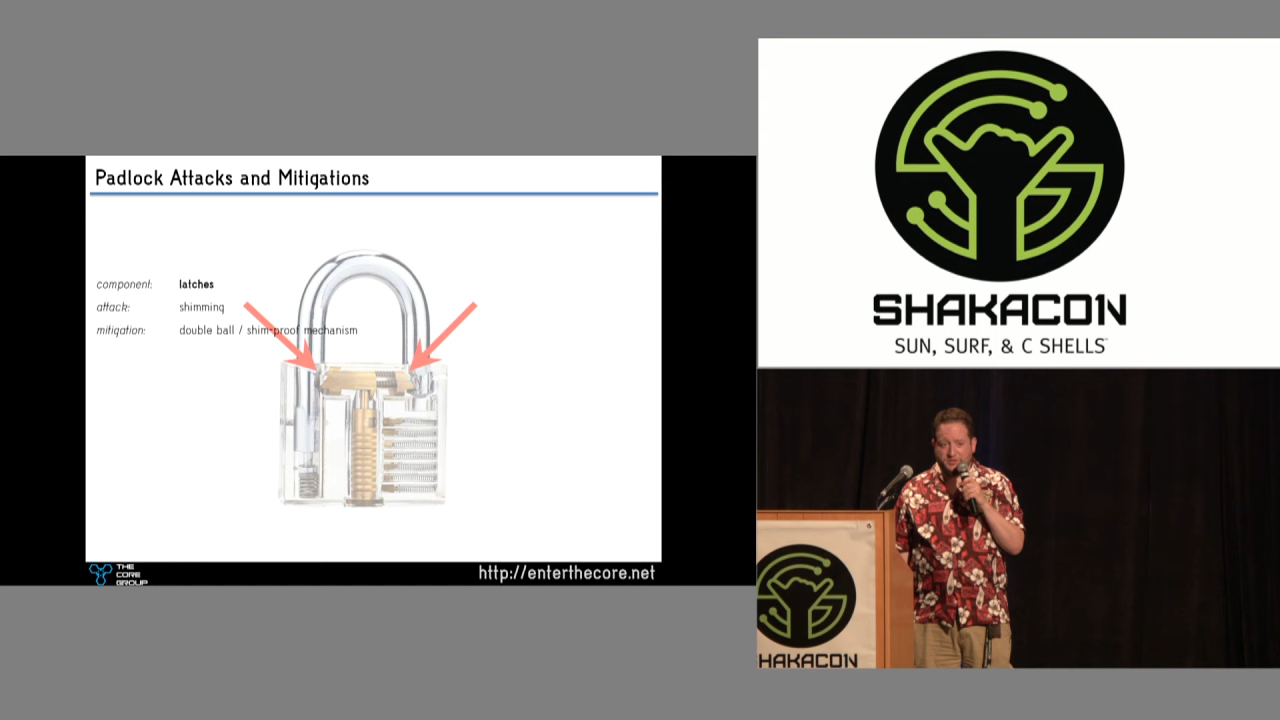 Padlock Attacks and Mitigations
component: latches
attack: shimming
mitigation: double ball / shim-proof mechanism
THE
CORE
GROUP
http://enterthecore.net
SHAKACON
SUN, SURF, & C SHELLS
HAKACON